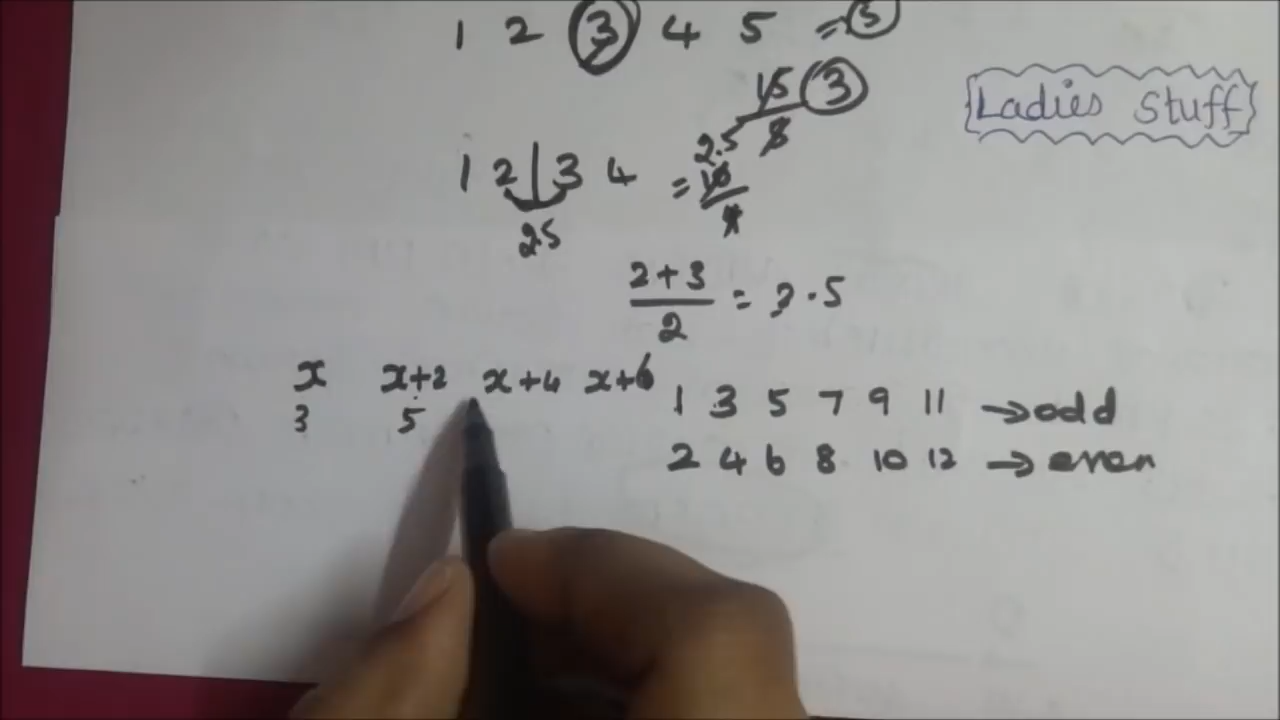 1 2 3 4 5 = 3
15 3
8
Ladies Stuff
1 2 | 3 4 = 10
2.5
4
2.5
2 + 3
2
= 2.5
x x+2 x+4 x+6
3 5
1 3 5 7 9 11 → odd
2 4 6 8 10 12 → even